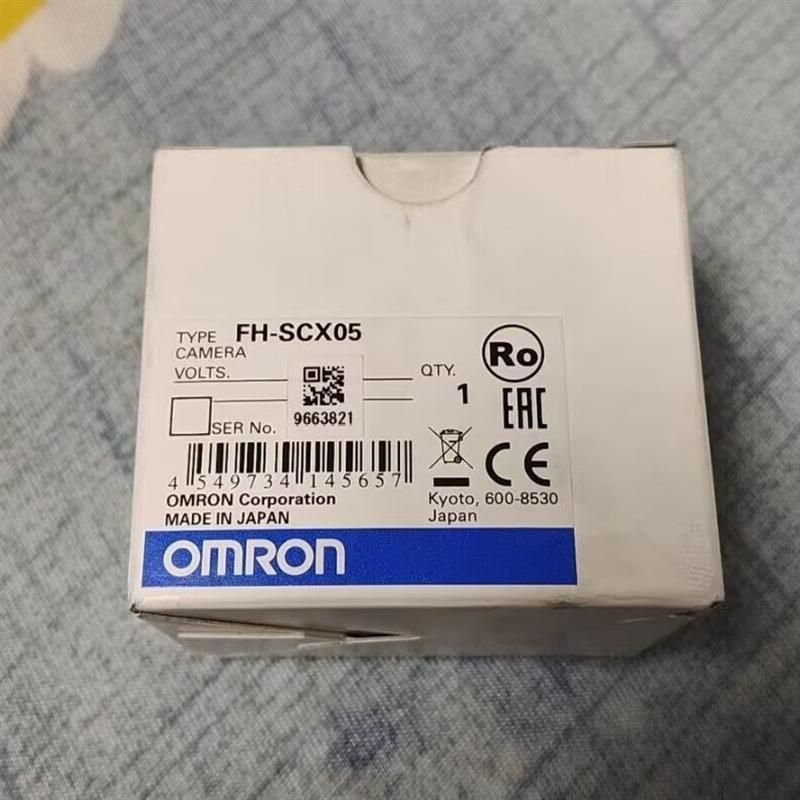 TYPE FH-SCX05
CAMERA
VOLTS.
QTY.
1
9663821
SER No.
4 549734 145657
OMRON Corporation
MADE IN JAPAN
Ro
EAC
CE
Kyoto, 600-8530
Japan
OMRON